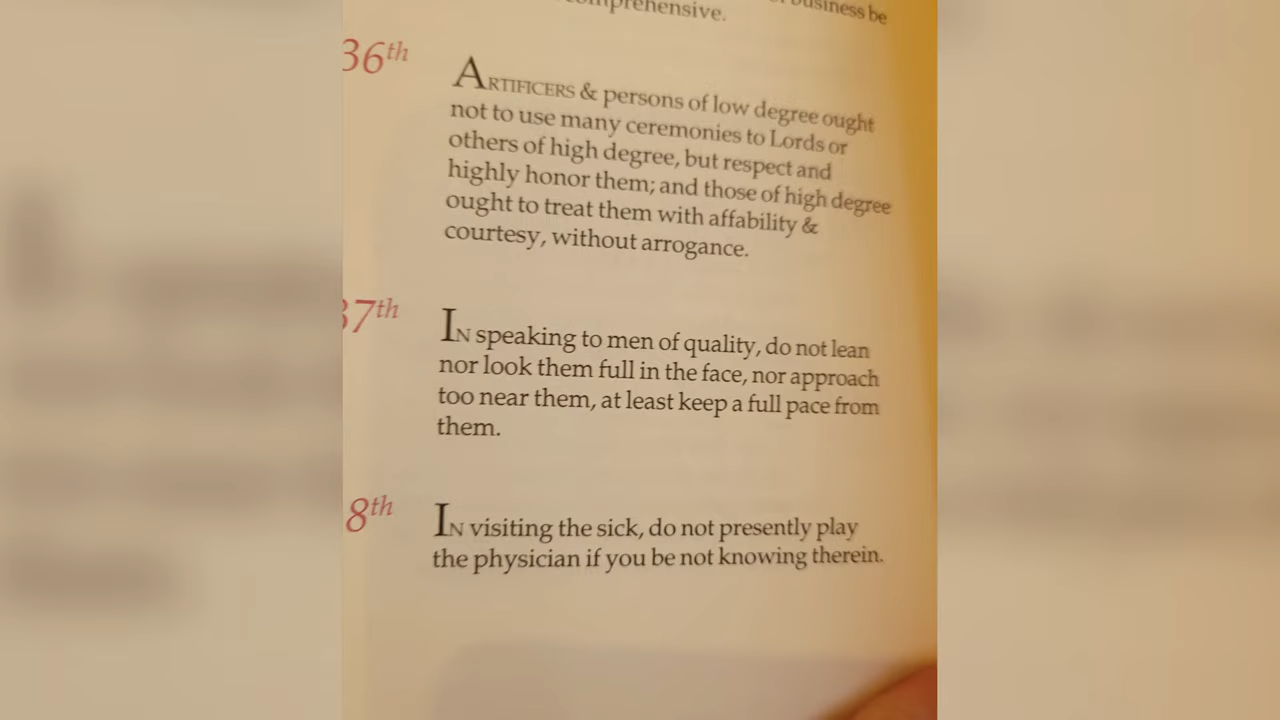 business be
comprehensive.
36th
ARTIFICERS & persons of low degree ought
not to use many ceremonies to Lords or
others of high degree, but respect and
highly honor them; and those of high degree
ought to treat them with affability &
courtesy, without arrogance.
37th
IN speaking to men of quality, do not lean
nor look them full in the face, nor approach
too near them, at least keep a full pace from
them.
8th
IN visiting the sick, do not presently play
the physician if you be not knowing therein.